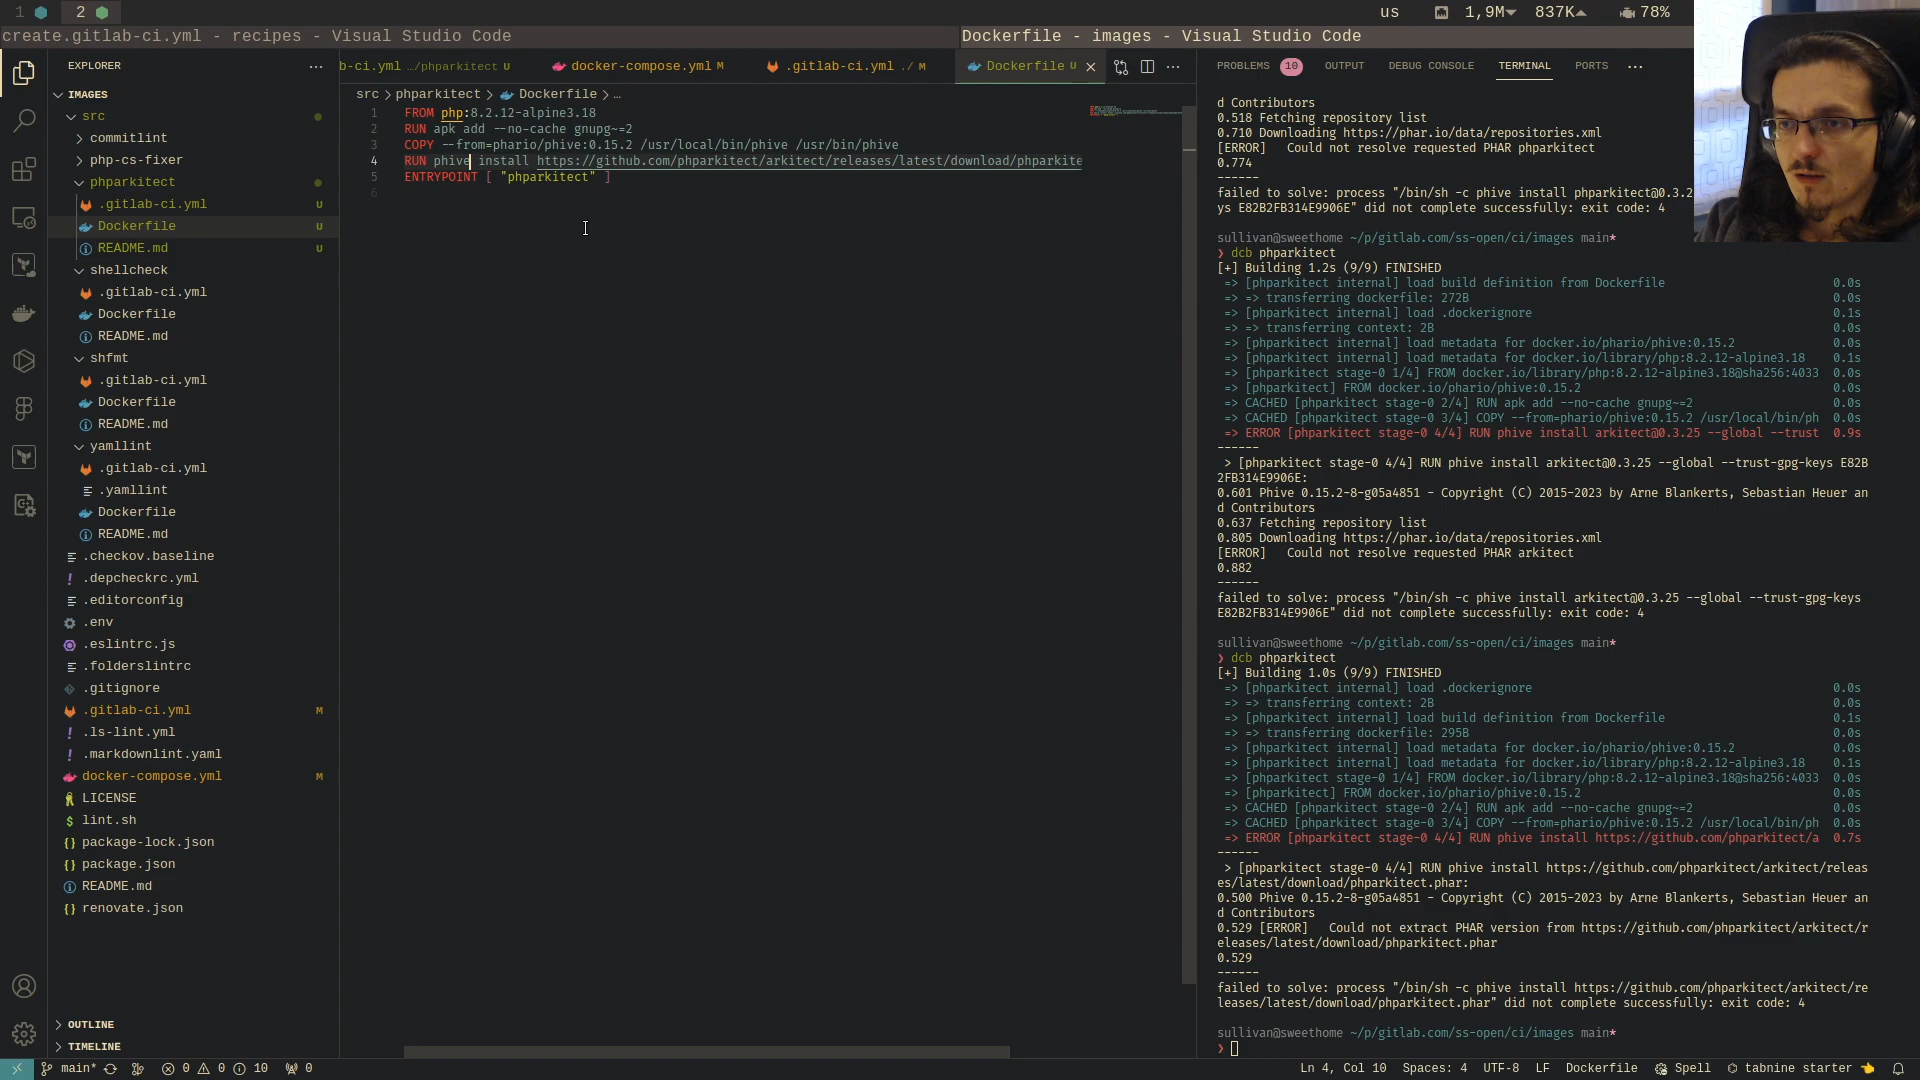 1
2
us
1,9M
837K
78%
create.gitlab-ci.yml - recipes - Visual Studio Code
Dockerfile - images - Visual Studio Code
EXPLORER
IMAGES
src
commitlint
php-cs-fixer
phparkitect
.gitlab-ci.yml U
Dockerfile U
README.md U
shellcheck
.gitlab-ci.yml
Dockerfile
README.md
shfmt
.gitlab-ci.yml
Dockerfile
README.md
yamllint
.gitlab-ci.yml
.yamllint
Dockerfile
README.md
.checkov.baseline
.depcheckrc.yml
.editorconfig
.env
.eslintrc.js
.folderslintrc
.gitignore
.gitlab-ci.yml M
.ls-lint.yml
.markdownlint.yaml
docker-compose.yml M
LICENSE
lint.sh
package-lock.json
package.json
README.md
renovate.json
OUTLINE
TIMELINE
b-ci.yml .../phparkitect U
docker-compose.yml M
.gitlab-ci.yml ./ M
Dockerfile U
src > phparkitect > Dockerfile > ...
1 FROM php:8.2.12-alpine3.18
2 RUN apk add --no-cache gnupg~=2
3 COPY --from=phario/phive:0.15.2 /usr/local/bin/phive /usr/bin/phive
4 RUN phive install https://github.com/phparkitect/arkitect/releases/latest/download/phparkite
5 ENTRYPOINT [ "phparkitect" ]
6
PROBLEMS 10 OUTPUT DEBUG CONSOLE TERMINAL PORTS
d Contributors
0.518 Fetching repository list
0.710 Downloading https://phar.io/data/repositories.xml
[ERROR]   Could not resolve requested PHAR phparkitect
0.774
------
failed to solve: process "/bin/sh -c phive install phparkitect@0.3.2
ys E82B2FB314E9906E" did not complete successfully: exit code: 4
sullivan@sweethome ~/p/gitlab.com/ss-open/ci/images main*
❯ dcb phparkitect
[+] Building 1.2s (9/9) FINISHED
=> [phparkitect internal] load build definition from Dockerfile 0.0s
=> => transferring dockerfile: 272B 0.0s
=> [phparkitect internal] load .dockerignore 0.1s
=> => transferring context: 2B 0.0s
=> [phparkitect internal] load metadata for docker.io/phario/phive:0.15.2 0.0s
=> [phparkitect internal] load metadata for docker.io/library/php:8.2.12-alpine3.18 0.1s
=> [phparkitect stage-0 1/4] FROM docker.io/library/php:8.2.12-alpine3.18@sha256:4033 0.0s
=> [phparkitect] FROM docker.io/phario/phive:0.15.2 0.0s
=> CACHED [phparkitect stage-0 2/4] RUN apk add --no-cache gnupg~=2 0.0s
=> CACHED [phparkitect stage-0 3/4] COPY --from=phario/phive:0.15.2 /usr/local/bin/ph 0.0s
=> ERROR [phparkitect stage-0 4/4] RUN phive install arkitect@0.3.25 --global --trust 0.9s
------
> [phparkitect stage-0 4/4] RUN phive install arkitect@0.3.25 --global --trust-gpg-keys E82B
2FB314E9906E:
0.601 Phive 0.15.2-8-g05a4851 - Copyright (C) 2015-2023 by Arne Blankerts, Sebastian Heuer an
d Contributors
0.637 Fetching repository list
0.805 Downloading https://phar.io/data/repositories.xml
[ERROR]   Could not resolve requested PHAR arkitect
0.882
------
failed to solve: process "/bin/sh -c phive install arkitect@0.3.25 --global --trust-gpg-keys
E82B2FB314E9906E" did not complete successfully: exit code: 4
sullivan@sweethome ~/p/gitlab.com/ss-open/ci/images main*
❯ dcb phparkitect
[+] Building 1.0s (9/9) FINISHED
=> [phparkitect internal] load .dockerignore 0.0s
=> => transferring context: 2B 0.0s
=> [phparkitect internal] load build definition from Dockerfile 0.1s
=> => transferring dockerfile: 295B 0.0s
=> [phparkitect internal] load metadata for docker.io/phario/phive:0.15.2 0.0s
=> [phparkitect internal] load metadata for docker.io/library/php:8.2.12-alpine3.18 0.1s
=> [phparkitect stage-0 1/4] FROM docker.io/library/php:8.2.12-alpine3.18@sha256:4033 0.0s
=> [phparkitect] FROM docker.io/phario/phive:0.15.2 0.0s
=> CACHED [phparkitect stage-0 2/4] RUN apk add --no-cache gnupg~=2 0.0s
=> CACHED [phparkitect stage-0 3/4] COPY --from=phario/phive:0.15.2 /usr/local/bin/ph 0.0s
=> ERROR [phparkitect stage-0 4/4] RUN phive install https://github.com/phparkitect/a 0.7s
------
> [phparkitect stage-0 4/4] RUN phive install https://github.com/phparkitect/arkitect/releas
es/latest/download/phparkitect.phar:
0.500 Phive 0.15.2-8-g05a4851 - Copyright (C) 2015-2023 by Arne Blankerts, Sebastian Heuer an
d Contributors
0.529 [ERROR]   Could not extract PHAR version from https://github.com/phparkitect/arkitect/r
eleases/latest/download/phparkitect.phar
0.529
------
failed to solve: process "/bin/sh -c phive install https://github.com/phparkitect/arkitect/re
leases/latest/download/phparkitect.phar" did not complete successfully: exit code: 4
sullivan@sweethome ~/p/gitlab.com/ss-open/ci/images main*
❯
main* 0 0 10 0
Ln 4, Col 10 Spaces: 4 UTF-8 LF Dockerfile Spell tabnine starter